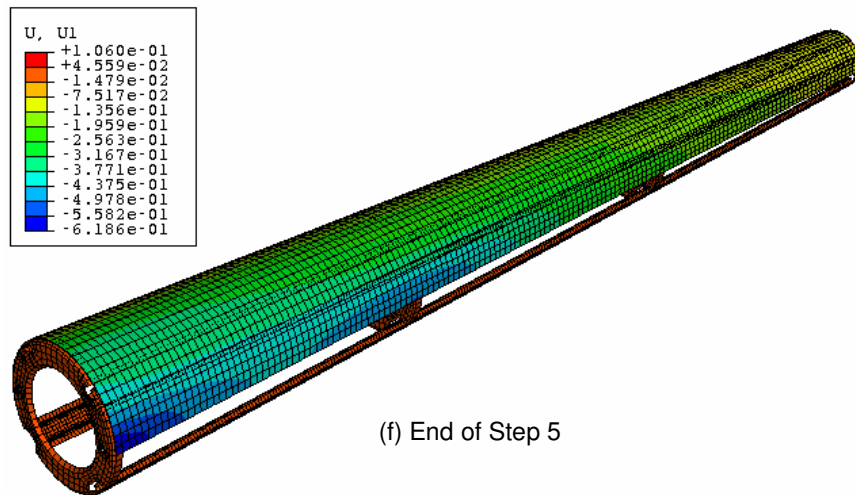 U, U1
+1.060e-01
+4.559e-02
-1.479e-02
-7.517e-02
-1.356e-01
-1.959e-01
-2.563e-01
-3.167e-01
-3.771e-01
-4.375e-01
-4.978e-01
-5.582e-01
-6.186e-01
(f) End of Step 5